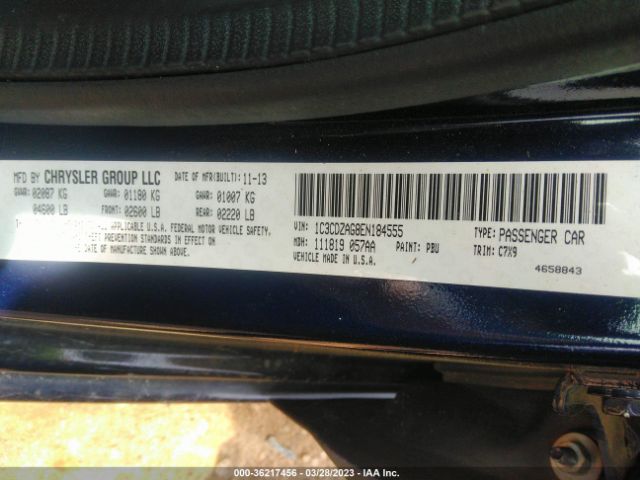 MFD BY CHRYSLER GROUP LLC DATE OF MFR(BUILT): 11-13
GVWR: 02087 KG GAWR: 01180 KG GAWR: 01007 KG
04600 LB FRONT: 02600 LB REAR: 02220 LB
APPLICABLE U.S.A. FEDERAL MOTOR VEHICLE SAFETY,
THEFT PREVENTION STANDARDS IN EFFECT ON
DATE OF MANUFACTURE SHOWN ABOVE.
VIN: 1C3CDZAG8EN184555 TYPE: PASSENGER CAR
MDH: 111819 057AA PAINT: PBU TRIM: C7X9
VEHICLE MADE IN U.S.A.
4658843
000-36217456 - 03/28/2023 - IAA Inc.